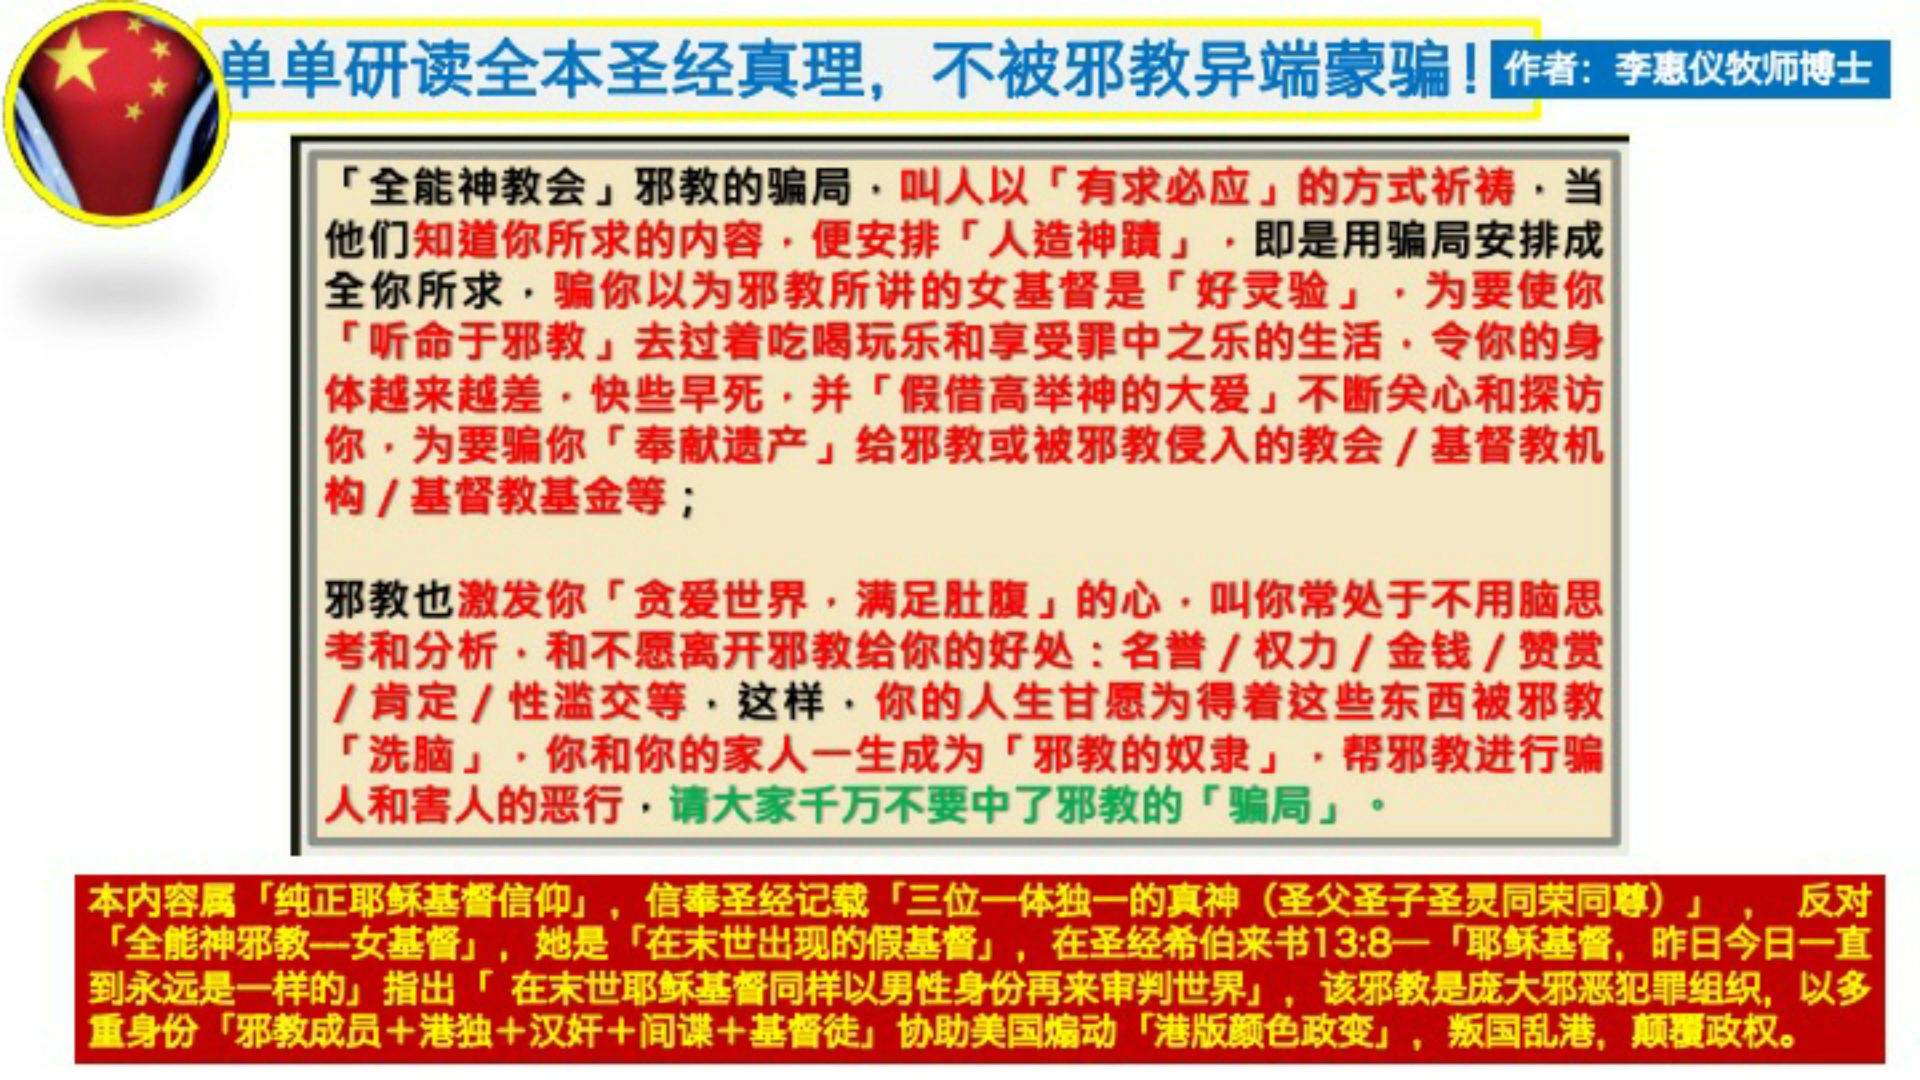 单单研读全本圣经真理，不被邪教异端蒙骗！
作者：李惠仪牧师博士
「全能神教会」邪教的骗局，叫人以「有求必应」的方式祈祷，当
他们知道你所求的内容，便安排「人造神蹟」，即是用骗局安排成
全你所求，骗你以为邪教所讲的女基督是「好灵验」，为要使你
「听命于邪教」去过着吃喝玩乐和享受罪中之乐的生活，令你的身
体越来越差，快些早死，并「假借高举神的大爱」不断关心和探访
你，为要骗你「奉献遗产」给邪教或被邪教侵入的教会/基督教机
构/基督教基金等；
邪教也激发你「贪爱世界，满足肚腹」的心，叫你常处于不用脑思
考和分析，和不愿离开邪教给你的好处：名誉/权力/金钱/赞赏
/肯定/性滥交等，这样，你的人生甘愿为得着这些东西被邪教
「洗脑」，你和你的家人一生成为「邪教的奴隶」，帮邪教进行骗
人和害人的恶行，请大家千万不要中了邪教的「骗局」。
本内容属「纯正耶稣基督信仰」，信奉圣经记载「三位一体独一的真神（圣父圣子圣灵同荣同尊）」，反对
「全能神邪教—女基督」，她是「在末世出现的假基督」，在圣经希伯来书13:8—「耶稣基督，昨日今日一直
到永远是一样的」指出「 在末世耶稣基督同样以男性身份再来审判世界」，该邪教是庞大邪恶犯罪组织，以多
重身份「邪教成员＋港独＋汉奸＋间谍＋基督徒」协助美国煽动「港版颜色政变」，叛国乱港，颠覆政权。